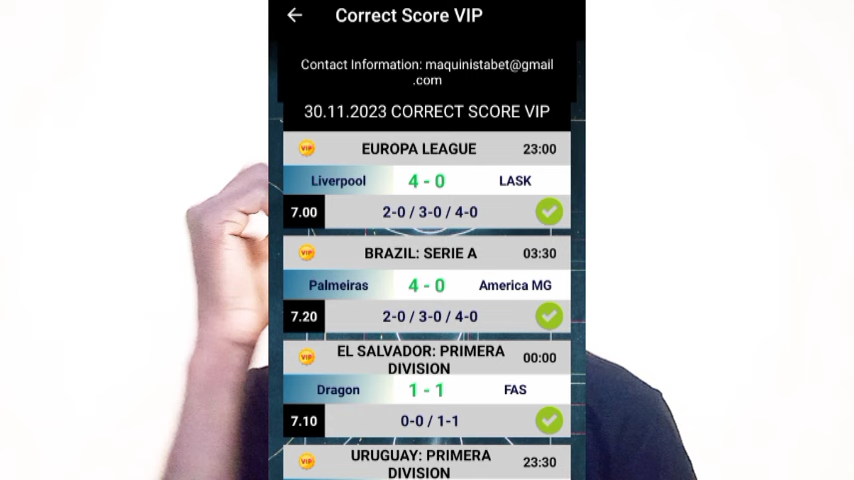 Correct Score VIP
Contact Information: maquinistabet@gmail
.com
30.11.2023 CORRECT SCORE VIP
VIP EUROPA LEAGUE 23:00
Liverpool 4 - 0 LASK
7.00 2-0 / 3-0 / 4-0
VIP BRAZIL: SERIE A 03:30
Palmeiras 4 - 0 America MG
7.20 2-0 / 3-0 / 4-0
VIP EL SALVADOR: PRIMERA 00:00
DIVISION
Dragon 1 - 1 FAS
7.10 0-0 / 1-1
VIP URUGUAY: PRIMERA 23:30
DIVISION